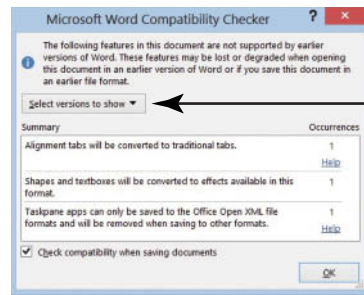 Microsoft Word Compatibility Checker ? ×
The following features in this document are not supported by earlier
versions of Word. These features may be lost or degraded when opening
this document in an earlier version of Word or if you save this document in
an earlier file format.
Select versions to show ▼
Summary Occurrences
Alignment tabs will be converted to traditional tabs. 1
Help
Shapes and textboxes will be converted to effects available in this 1
format.
Taskpane apps can only be saved to the Office Open XML file 1
formats and will be removed when saving to other formats.
Help
Check compatibility when saving documents
OK